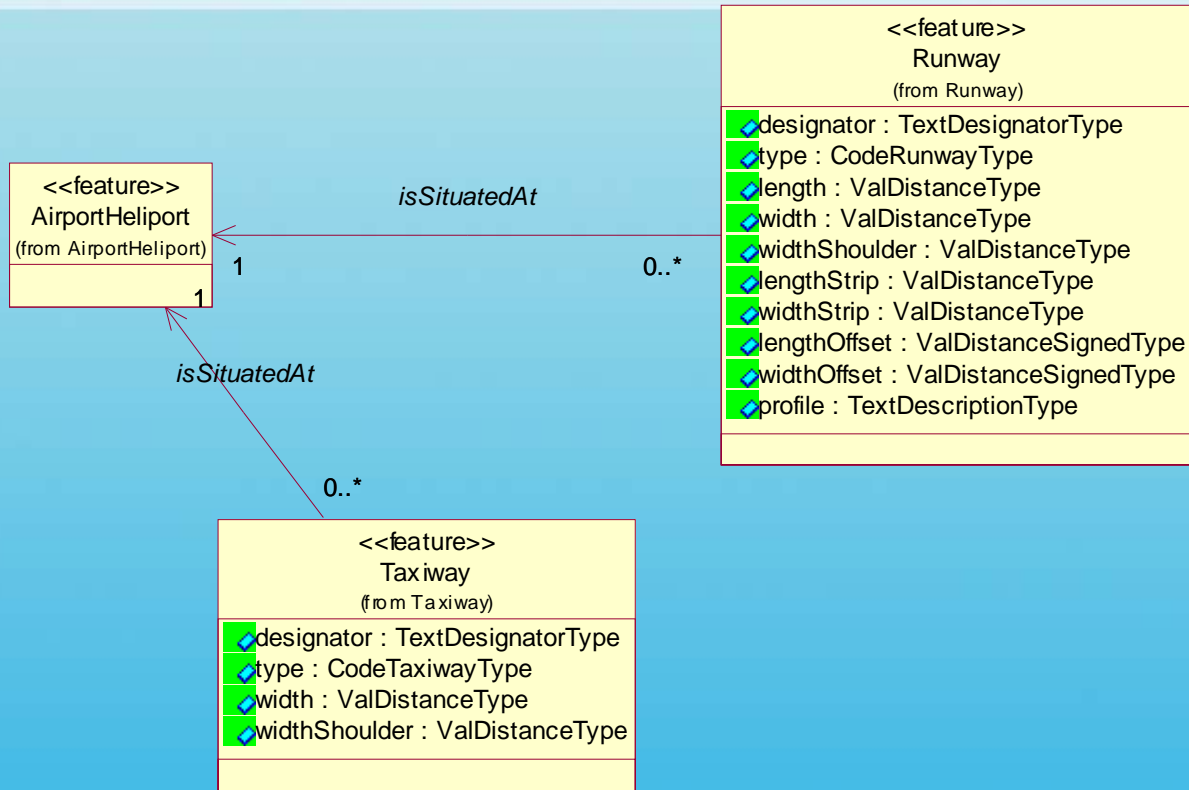 <<feature>>
Runway
(from Runway)
designator : TextDesignatorType
type : CodeRunwayType
length : ValDistanceType
width : ValDistanceType
widthShoulder : ValDistanceType
lengthStrip : ValDistanceType
widthStrip : ValDistanceType
lengthOffset : ValDistanceSignedType
widthOffset : ValDistanceSignedType
profile : TextDescriptionType
<<feature>>
AirportHeliport
(from AirportHeliport)
isSituatedAt
1
0..*
1
isSituatedAt
0..*
<<feature>>
Taxiway
(from Taxiway)
designator : TextDesignatorType
type : CodeTaxiwayType
width : ValDistanceType
widthShoulder : ValDistanceType